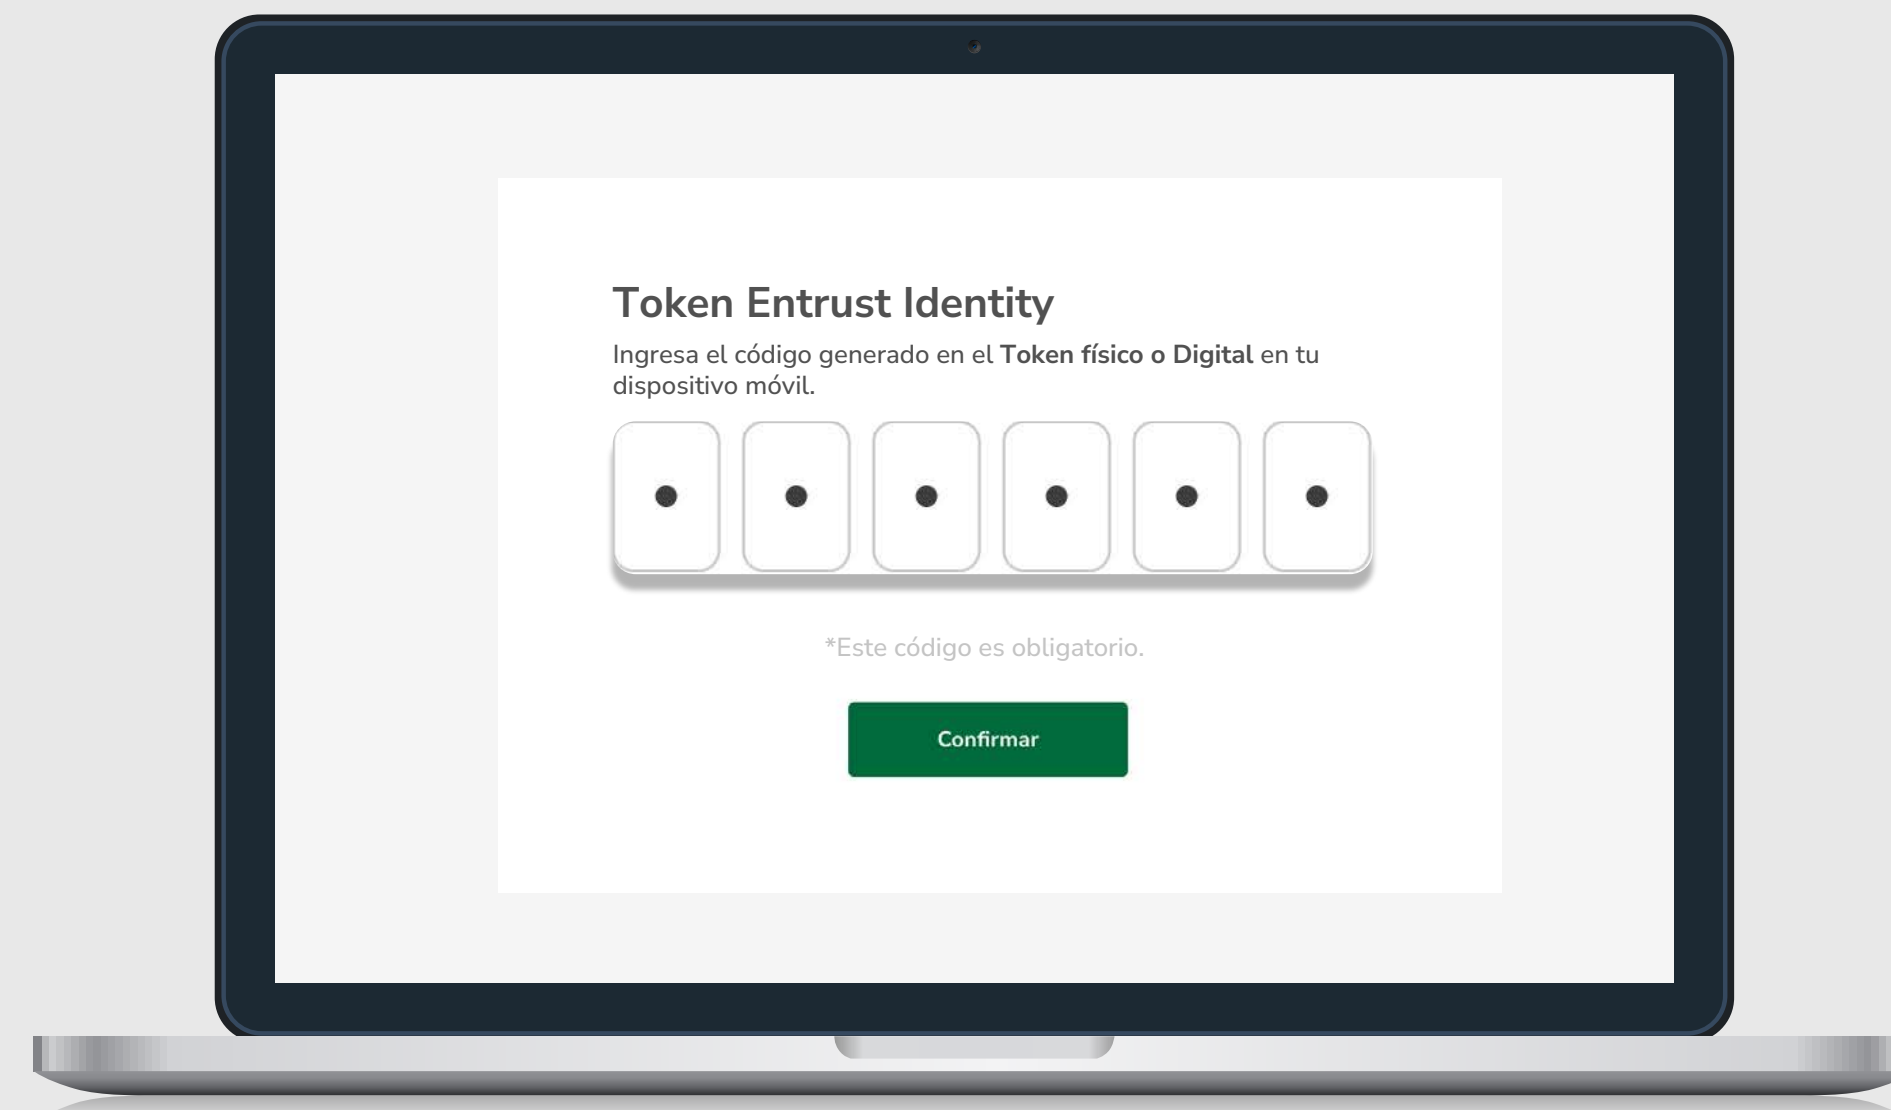 Token Entrust Identity
Ingresa el código generado en el Token físico o Digital en tu
dispositivo móvil.
*Este código es obligatorio.
Confirmar